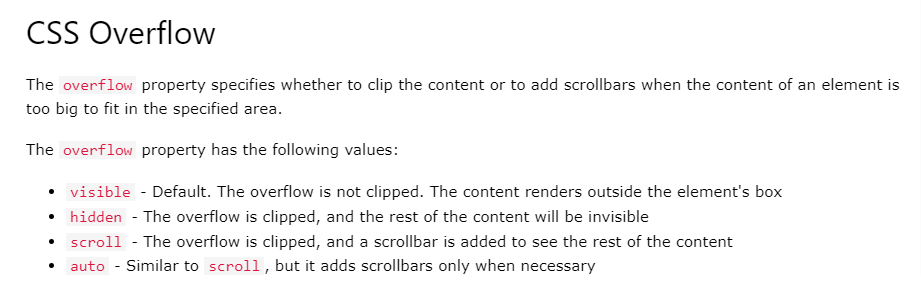 CSS Overflow
The overflow property specifies whether to clip the content or to add scrollbars when the content of an element is
too big to fit in the specified area.
The overflow property has the following values:
• visible - Default. The overflow is not clipped. The content renders outside the element's box
• hidden - The overflow is clipped, and the rest of the content will be invisible
• scroll - The overflow is clipped, and a scrollbar is added to see the rest of the content
• auto - Similar to scroll, but it adds scrollbars only when necessary